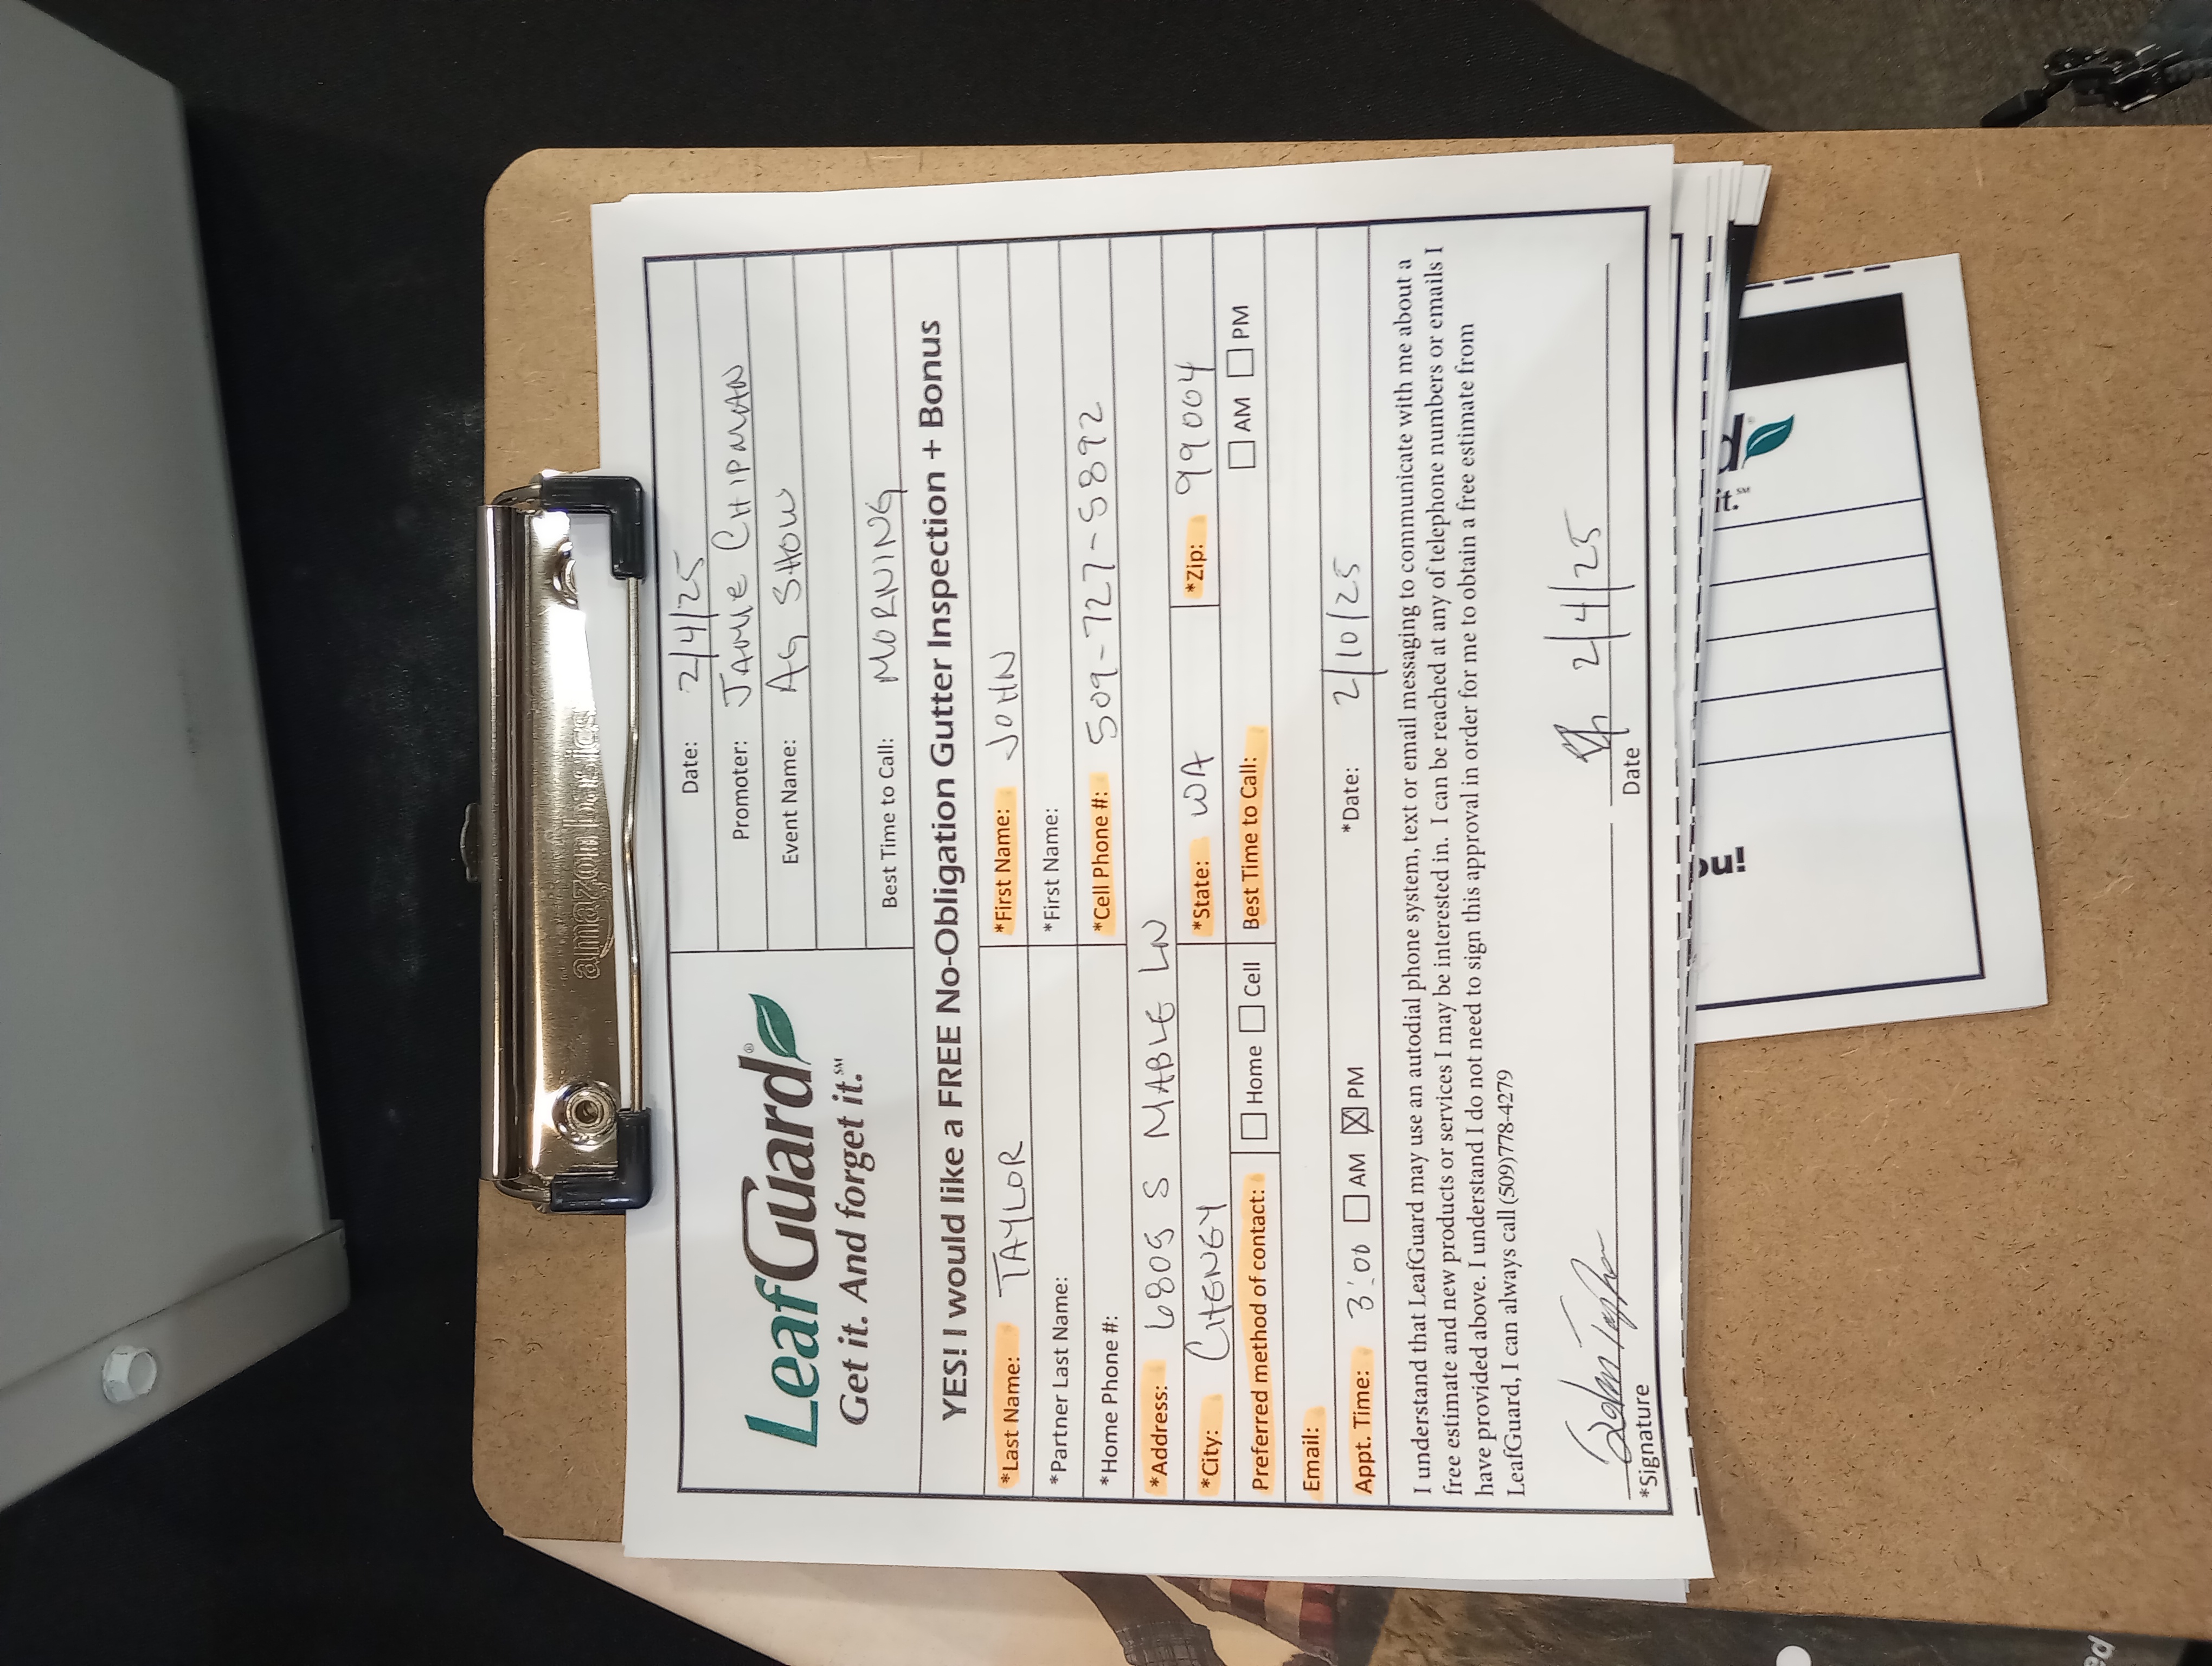 amazon basics
Date: 2/4/25
Promoter: JAMIE CHIPMAN
LeafGuard®
Get it. And forget it.℠
Event Name: AG SHOW
Best Time to Call: MORNING
YES! I would like a FREE No-Obligation Gutter Inspection + Bonus
*Last Name: TAYLOR *First Name: JOHN
*Partner Last Name: *First Name:
*Home Phone #: *Cell Phone #: 509-727-5892
*Address: 6805 S MABLE LN
*City: CHENEY *State: WA *Zip: 99004
Preferred method of contact: Home Cell Best Time to Call: AM PM
Email:
Appt. Time: 3:00 AM PM *Date: 2/10/25
I understand that LeafGuard may use an autodial phone system, text or email messaging to communicate with me about a
free estimate and new products or services I may be interested in. I can be reached at any of telephone numbers or emails I
have provided above. I understand I do not need to sign this approval in order for me to obtain a free estimate from
LeafGuard, I can always call (509)778-4279
John Taylor 2/4/25
*Signature Date
it.℠
ed